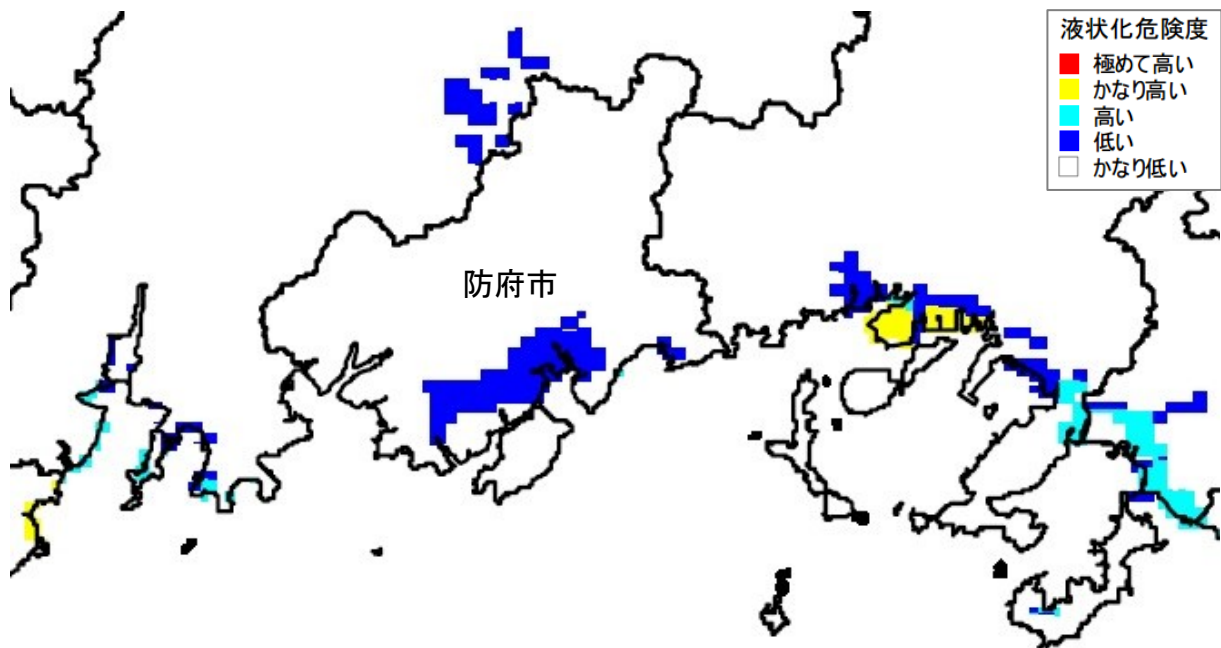 液状化危険度
極めて高い
かなり高い
高い
低い
かなり低い
防府市